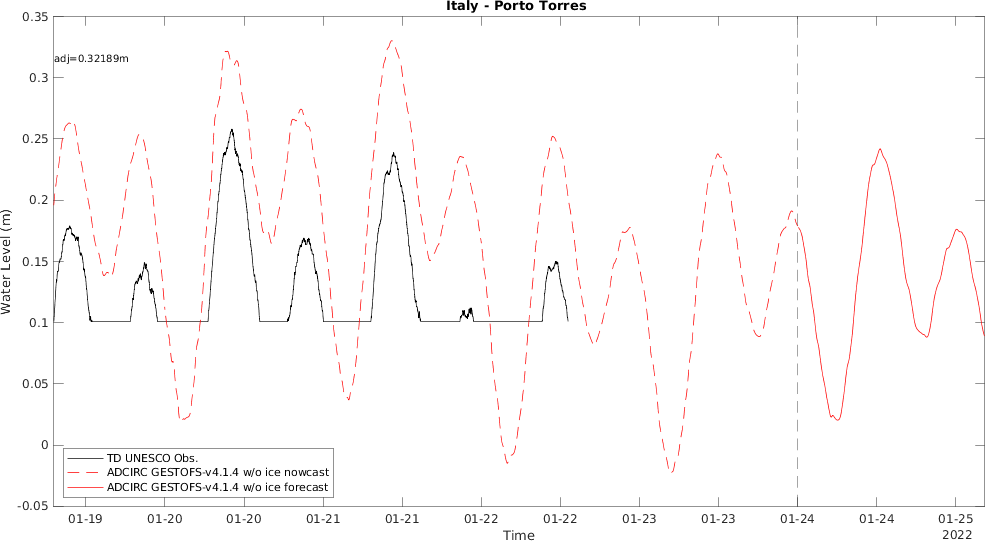 Italy - Porto Torres
0.35
0.3
0.25
0.2
0.15
0.1
0.05
0
-0.05
Water Level (m)
adj=0.32189m
TD UNESCO Obs.
ADCIRC GESTOFS-v4.1.4 w/o ice nowcast
ADCIRC GESTOFS-v4.1.4 w/o ice forecast
01-19 01-20 01-20 01-21 01-21 01-22 01-22 01-23 01-23 01-24 01-24 01-25
Time
2022